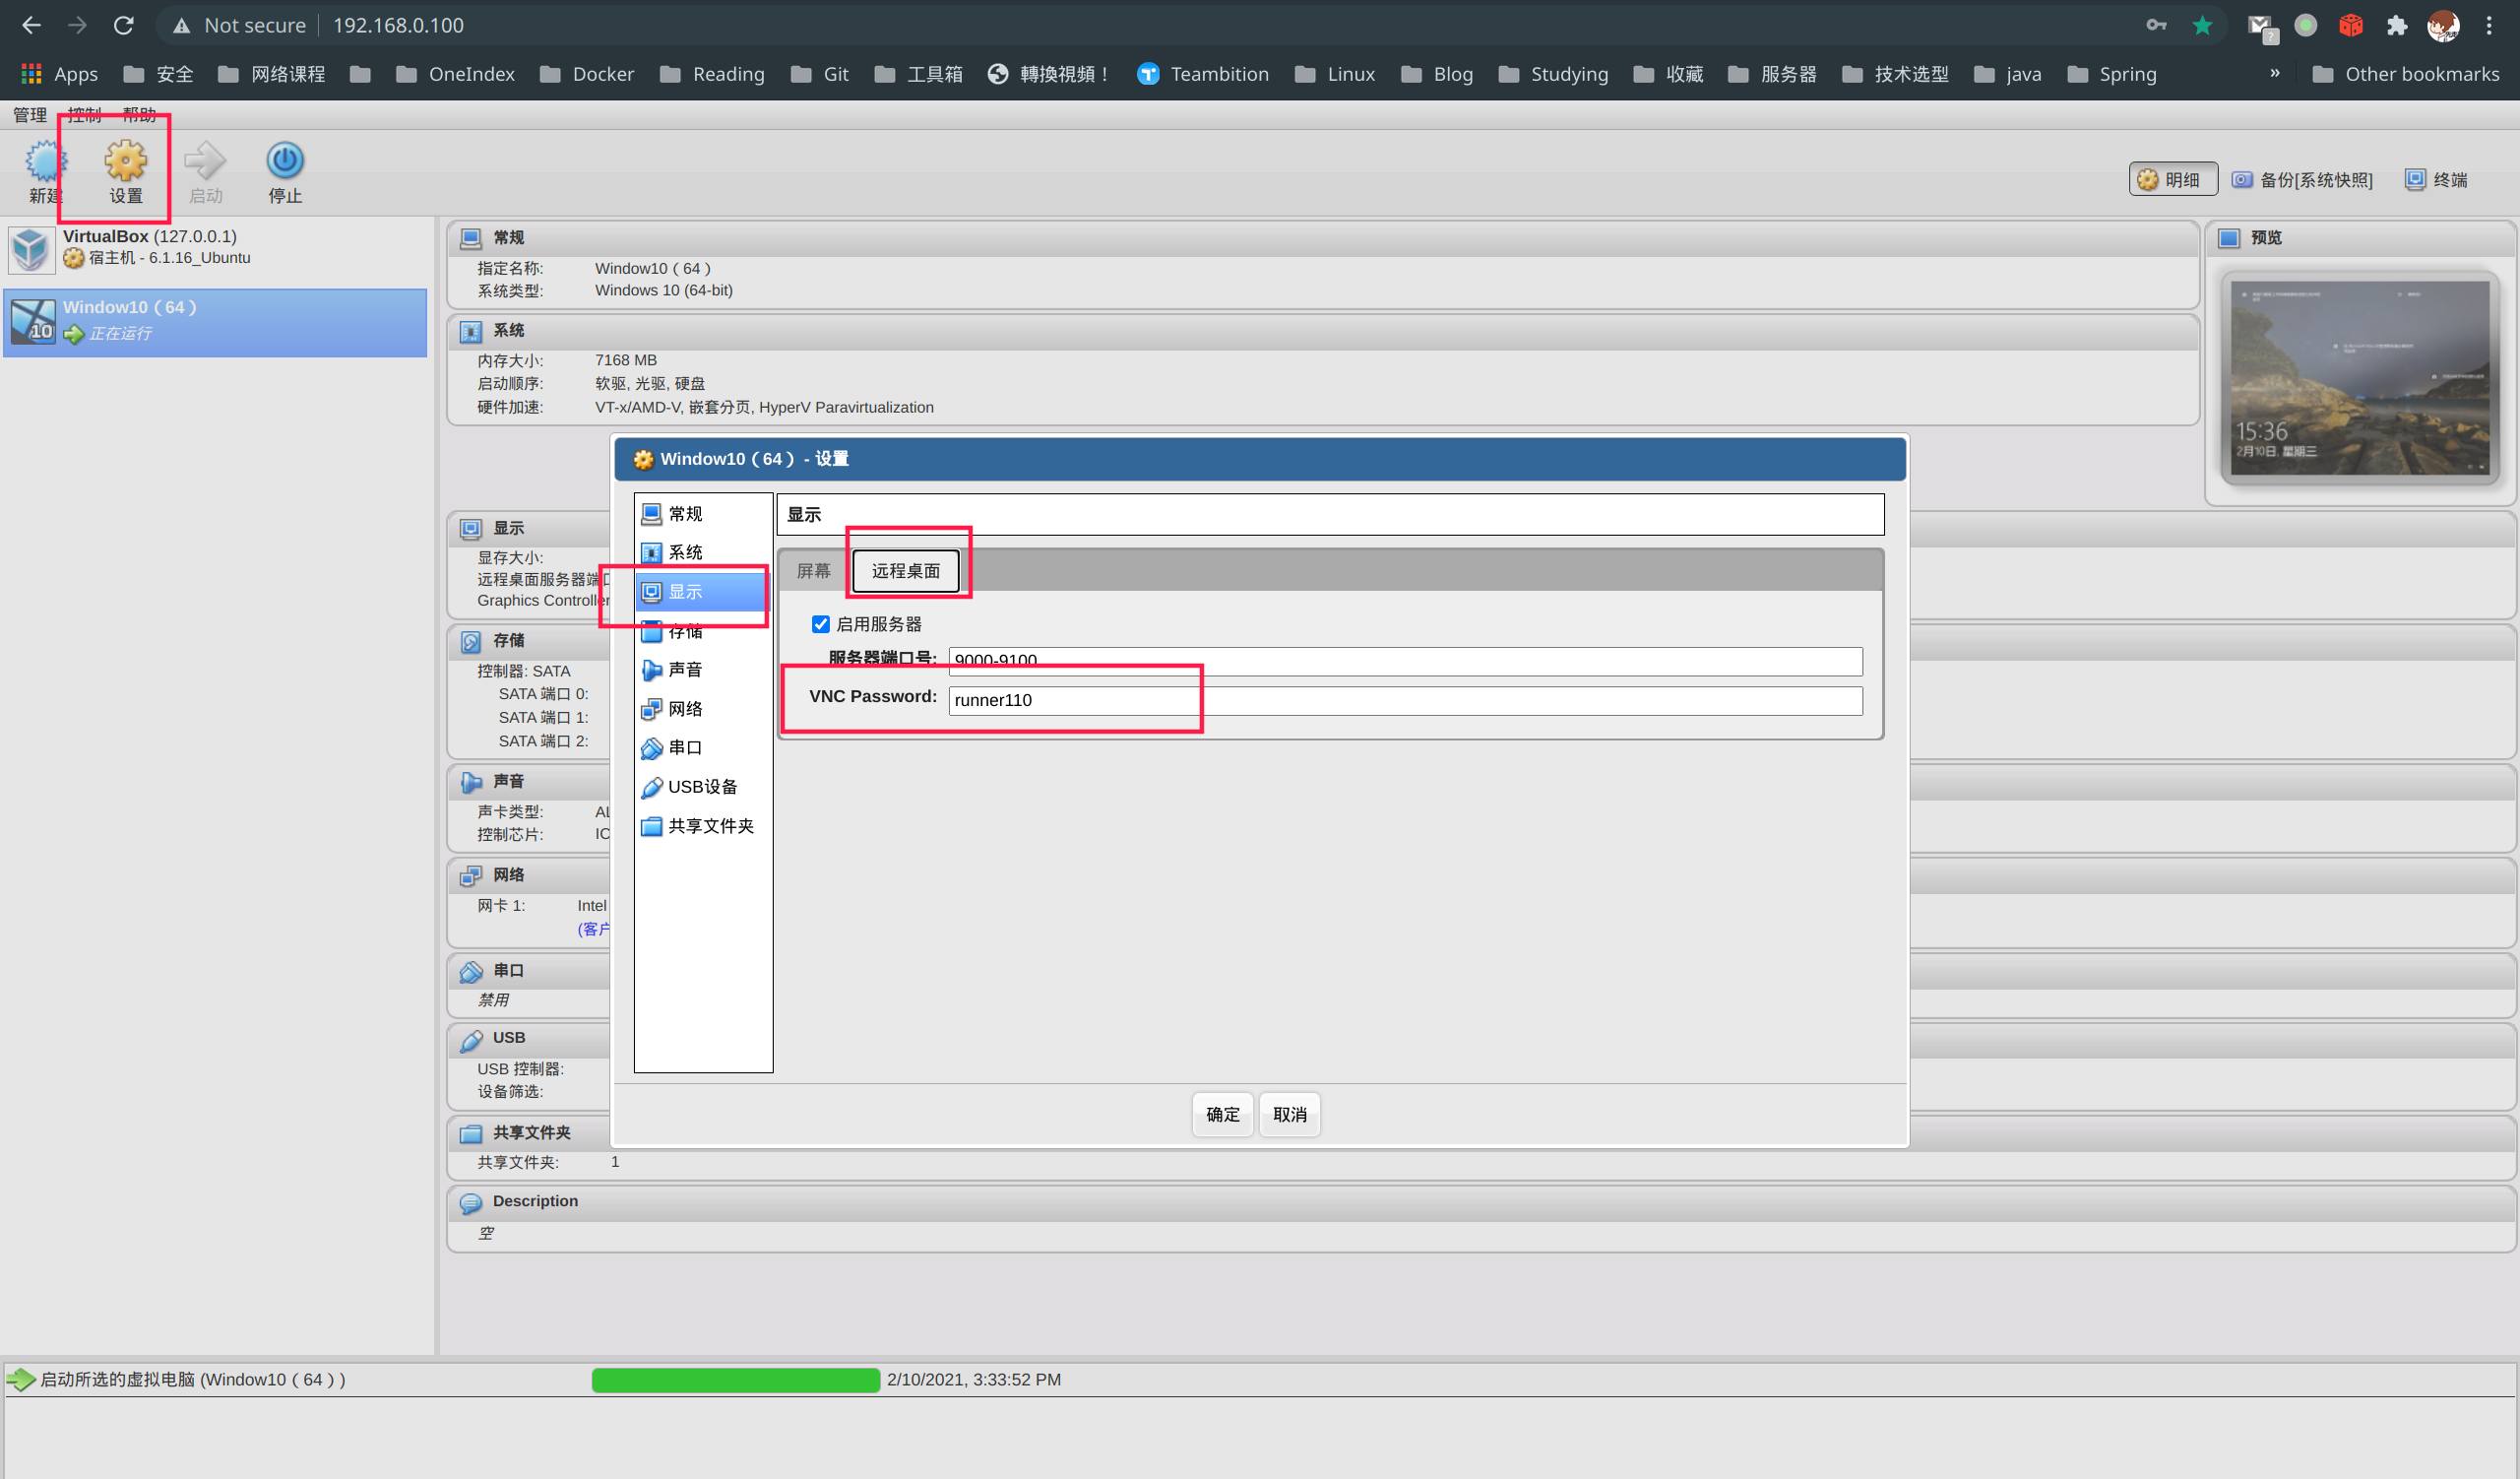 Not secure 192.168.0.100
Apps 安全 网络课程 OneIndex Docker Reading Git 工具箱 轉換視頻！ Teambition Linux Blog Studying 收藏 服务器 技术选型 java Spring » Other bookmarks
管理 控制 帮助
新建 设置 启动 停止
明细 备份[系统快照] 终端
VirtualBox (127.0.0.1)
宿主机 - 6.1.16_Ubuntu
Window10（64）
正在运行
常规
指定名称: Window10（64）
系统类型: Windows 10 (64-bit)
系统
内存大小: 7168 MB
启动顺序: 软驱, 光驱, 硬盘
硬件加速: VT-x/AMD-V, 嵌套分页, HyperV Paravirtualization
预览
15:36
2月10日, 星期三
显示
显存大小:
远程桌面服务器端口
Graphics Controller
存储
控制器: SATA
SATA 端口 0:
SATA 端口 1:
SATA 端口 2:
声音
声卡类型:
控制芯片: IC
网络
网卡 1: Intel
(客户
串口
禁用
USB
USB 控制器:
设备筛选:
共享文件夹
共享文件夹: 1
Description
空
Window10（64） - 设置
常规
系统
显示
存储
声音
网络
串口
USB设备
共享文件夹
显示
屏幕 远程桌面
启用服务器
服务器端口号: 9000-9100
VNC Password: runner110
确定 取消
启动所选的虚拟电脑 (Window10（64）) 2/10/2021, 3:33:52 PM